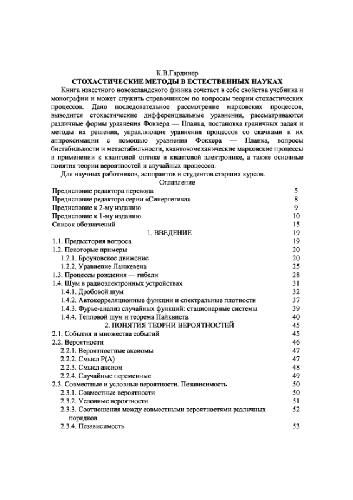 К.В.Гардинер
СТОХАСТИЧЕСКИЕ МЕТОДЫ В ЕСТЕСТВЕННЫХ НАУКАХ
Книга известного новозеландского физика сочетает в себе свойства учебника и
монографии и может служить справочником по вопросам теории стохастических
процессов. Дано последовательное рассмотрение марковских процессов,
выводятся стохастические дифференциальные уравнения, рассматриваются
различные формы уравнения Фоккера — Планка, постановка граничных задач и
методы их решения, управляющие уравнения процессов со скачками и их
аппроксимация с помощью уравнения Фоккера — Планка, вопросы
бистабильности и метастабильности, квантовомеханические марковские процессы
в применении к квантовой оптике и квантовой электронике, а также основные
понятия теории вероятностей и случайных процессов.
Для научных работников, аспирантов и студентов старших курсов.
Оглавление
Предисловие редактора перевода 5
Предисловие редактора серии «Синергетика» 8
Предисловие к 2-му изданию 9
Предисловие к 1-му изданию 10
Список обозначений 15
1. ВВЕДЕНИЕ 19
1.1. Предыстория вопроса 19
1.2. Некоторые примеры 20
1.2.1. Броуновское движение 20
1.2.2. Уравнение Ланжевена 25
1.3. Процессы рождения — гибели 28
1.4. Шум в радиоэлектронных устройствах 31
1.4.1. Дробовой шум 32
1.4.2. Автокорреляционные функции и спектральные плотности 37
1.4.3. Фурье-анализ случайных функций: стационарные системы 39
1.4.4. Тепловой шум и теорема Найквиста 40
2. ПОНЯТИЯ ТЕОРИИ ВЕРОЯТНОСТЕЙ 45
2.1. События и множества событий 45
2.2. Вероятности 46
2.2.1. Вероятностные аксиомы 47
2.2.2. Смысл P(A) 47
2.2.3. Смысл аксиом 48
2.2.4. Случайные переменные 49
2.3. Совместные и условные вероятности. Независимость 50
2.3.1. Совместные вероятности 50
2.3.2. Условные вероятности 51
2.3.3. Соотношения между совместными вероятностями различных 52
порядков
2.3.4. Независимость 53